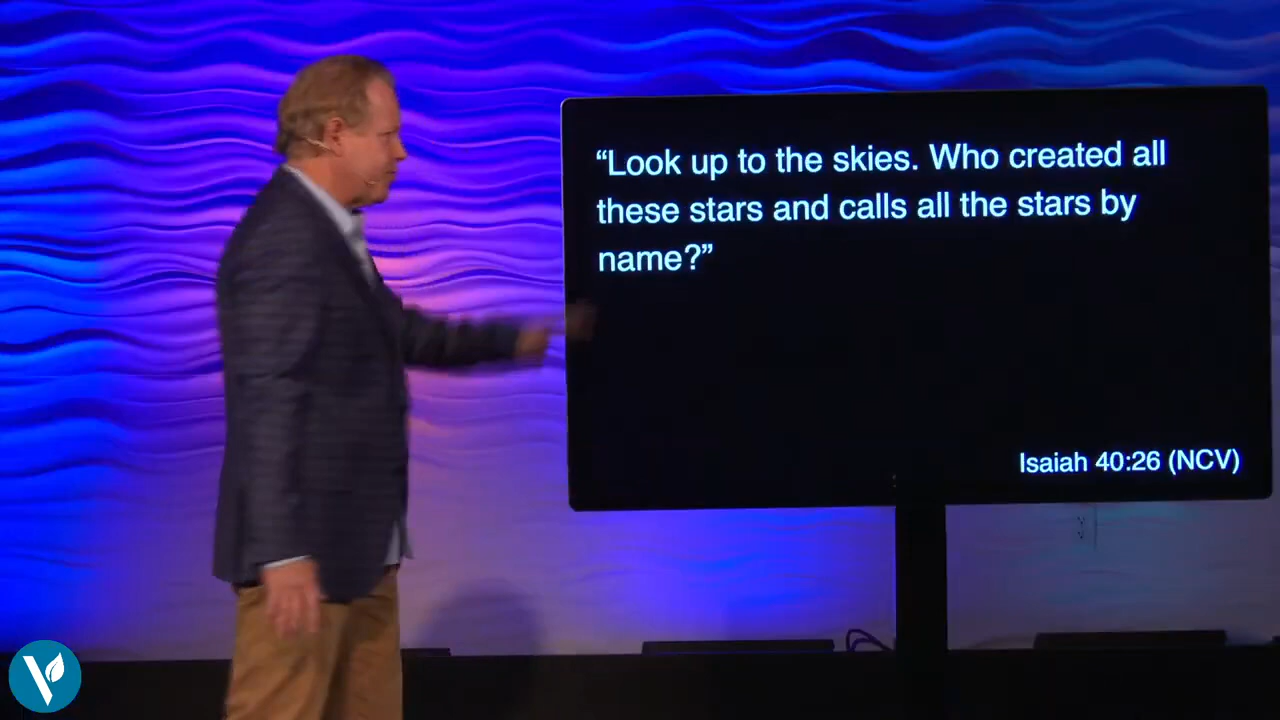 “Look up to the skies. Who created all
these stars and calls all the stars by
name?”
Isaiah 40:26 (NCV)